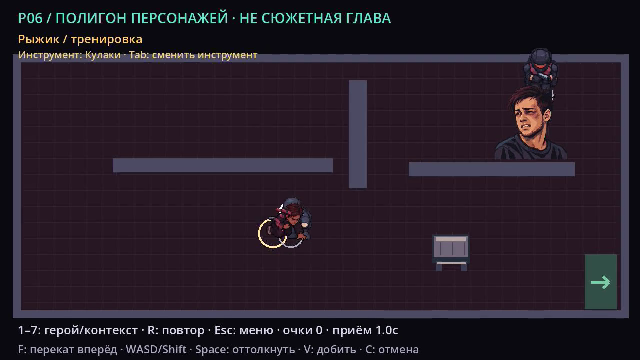 P06 / ПОЛИГОН ПЕРСОНАЖЕЙ · НЕ СЮЖЕТНАЯ ГЛАВА
Рыжик / тренировка
Инструмент: Кулаки · Tab: сменить инструмент
1–7: герой/контекст · R: повтор · Esc: меню · очки 0 · приём 1.0с
F: перекат вперёд · WASD/Shift · Space: оттолкнуть · V: добить · C: отмена